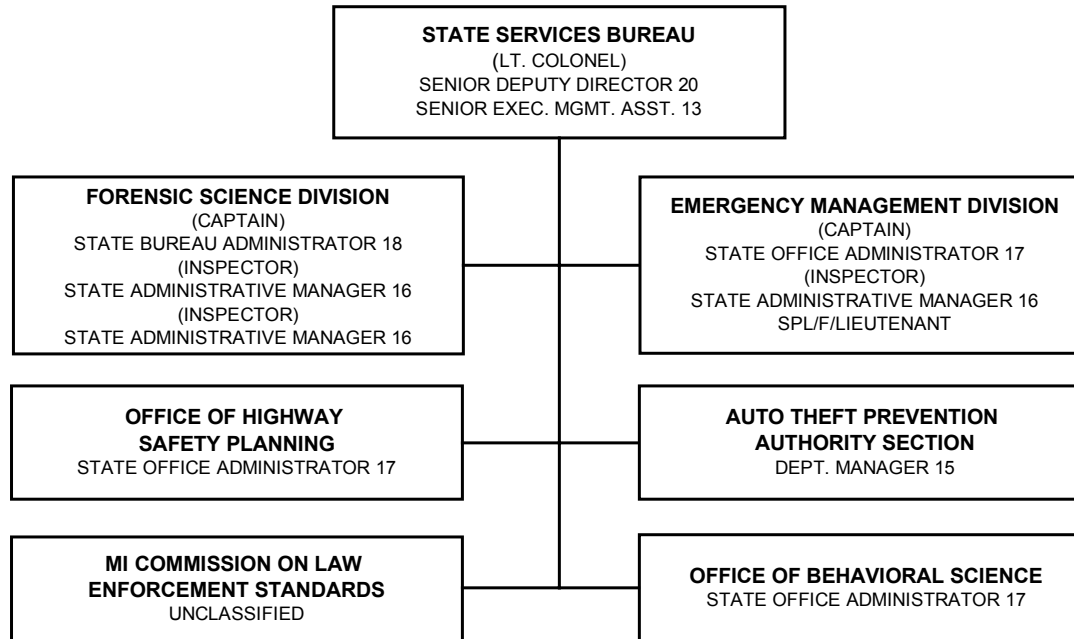 STATE SERVICES BUREAU
(LT. COLONEL)
SENIOR DEPUTY DIRECTOR 20
SENIOR EXEC. MGMT. ASST. 13
FORENSIC SCIENCE DIVISION
(CAPTAIN)
STATE BUREAU ADMINISTRATOR 18
(INSPECTOR)
STATE ADMINISTRATIVE MANAGER 16
(INSPECTOR)
STATE ADMINISTRATIVE MANAGER 16
EMERGENCY MANAGEMENT DIVISION
(CAPTAIN)
STATE OFFICE ADMINISTRATOR 17
(INSPECTOR)
STATE ADMINISTRATIVE MANAGER 16
SPL/F/LIEUTENANT
OFFICE OF HIGHWAY
SAFETY PLANNING
STATE OFFICE ADMINISTRATOR 17
AUTO THEFT PREVENTION
AUTHORITY SECTION
DEPT. MANAGER 15
MI COMMISSION ON LAW
ENFORCEMENT STANDARDS
UNCLASSIFIED
OFFICE OF BEHAVIORAL SCIENCE
STATE OFFICE ADMINISTRATOR 17